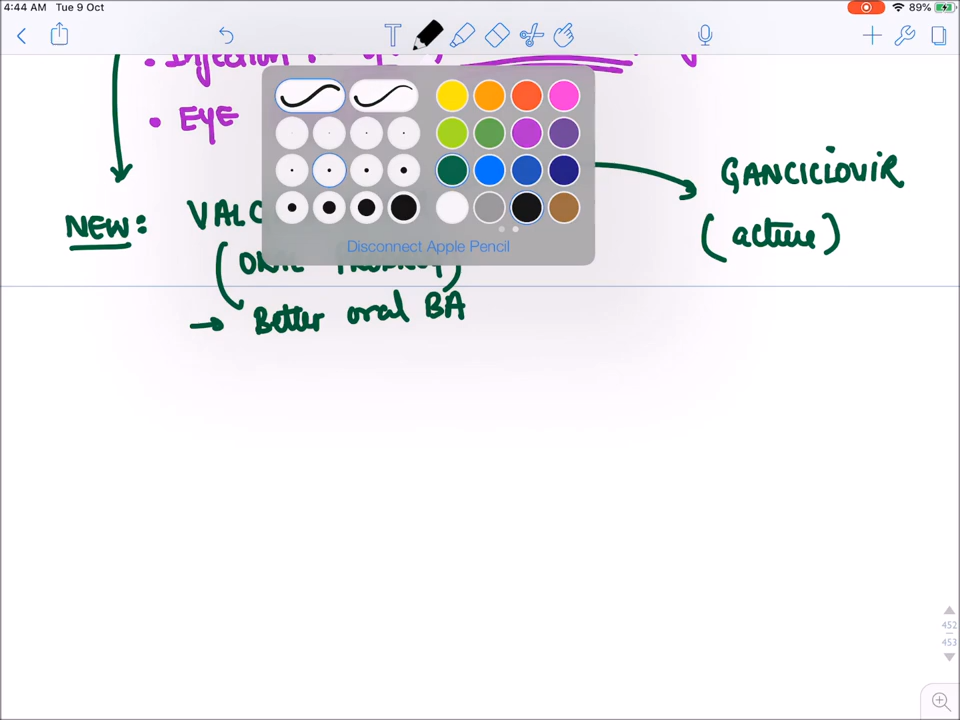 4:44 AM Tue 9 Oct
89%
T
• Injection :
• EYE
GANCICLOVIR
NEW: VALC
(active)
Disconnect Apple Pencil
→ Better oral BA
452
453